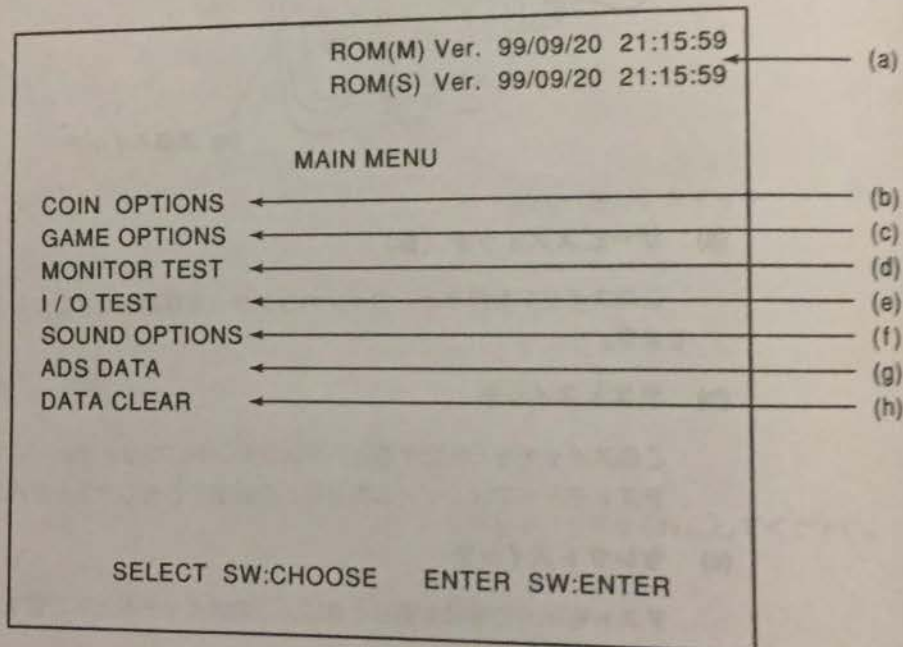 ROM(M) Ver. 99/09/20 21:15:59
(a)
ROM(S) Ver. 99/09/20 21:15:59
MAIN MENU
COIN OPTIONS (b)
GAME OPTIONS (c)
MONITOR TEST (d)
I / O TEST (e)
SOUND OPTIONS (f)
ADS DATA (g)
DATA CLEAR (h)
SELECT SW:CHOOSE ENTER SW:ENTER